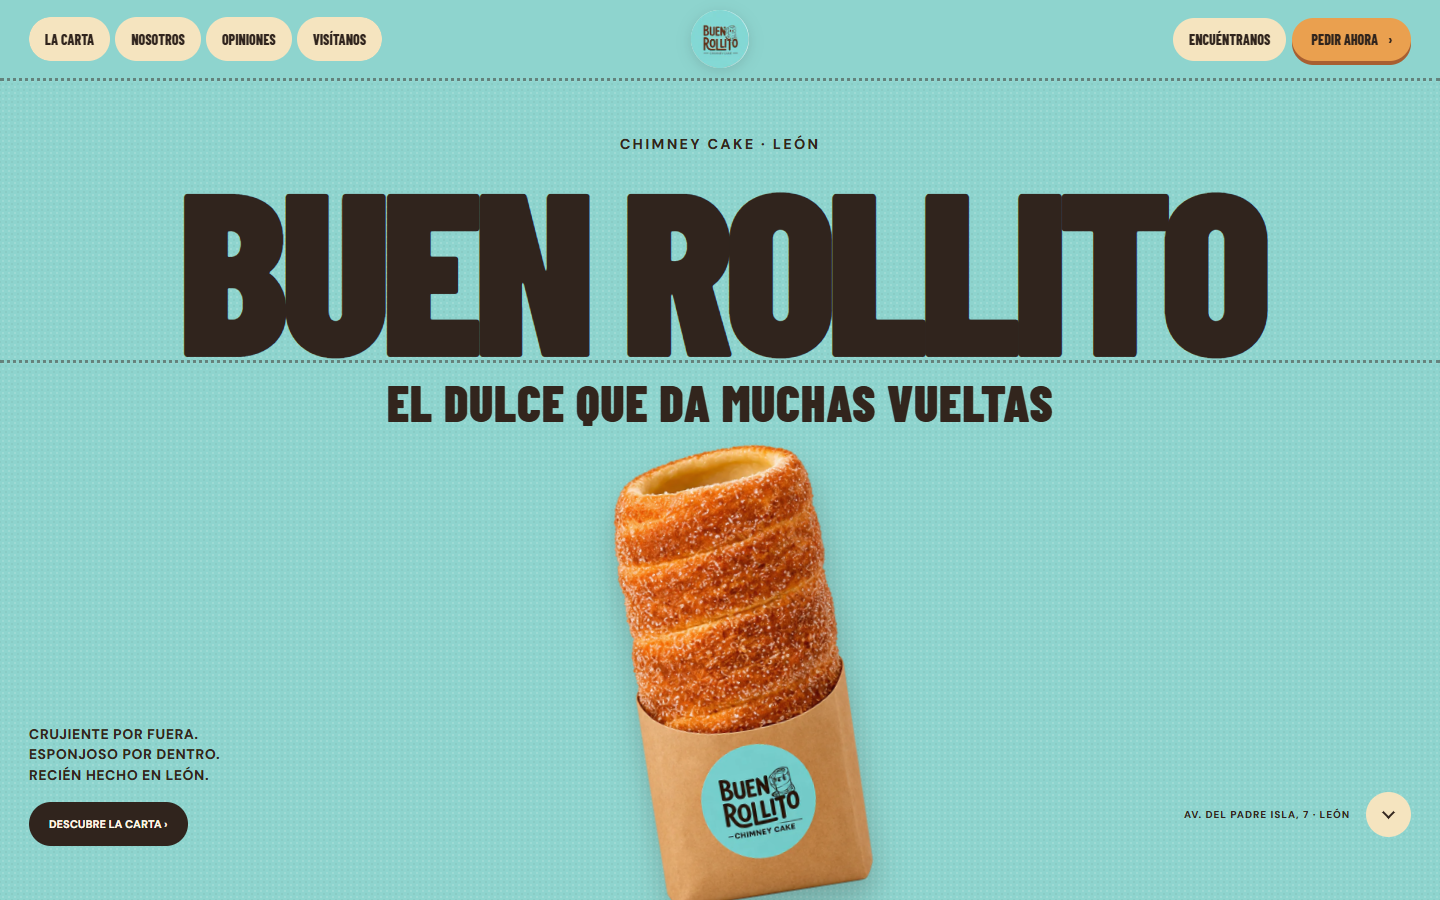 LA CARTA
NOSOTROS
OPINIONES
VISÍTANOS
BUEN
ROLLITO
ENCUÉNTRANOS
PEDIR AHORA ›
CHIMNEY CAKE · LEÓN
BUEN ROLLITO
EL DULCE QUE DA MUCHAS VUELTAS
CRUJIENTE POR FUERA.
ESPONJOSO POR DENTRO.
RECIÉN HECHO EN LEÓN.
DESCUBRE LA CARTA ›
BUEN
ROLLITO
–CHIMNEY CAKE–
AV. DEL PADRE ISLA, 7 · LEÓN